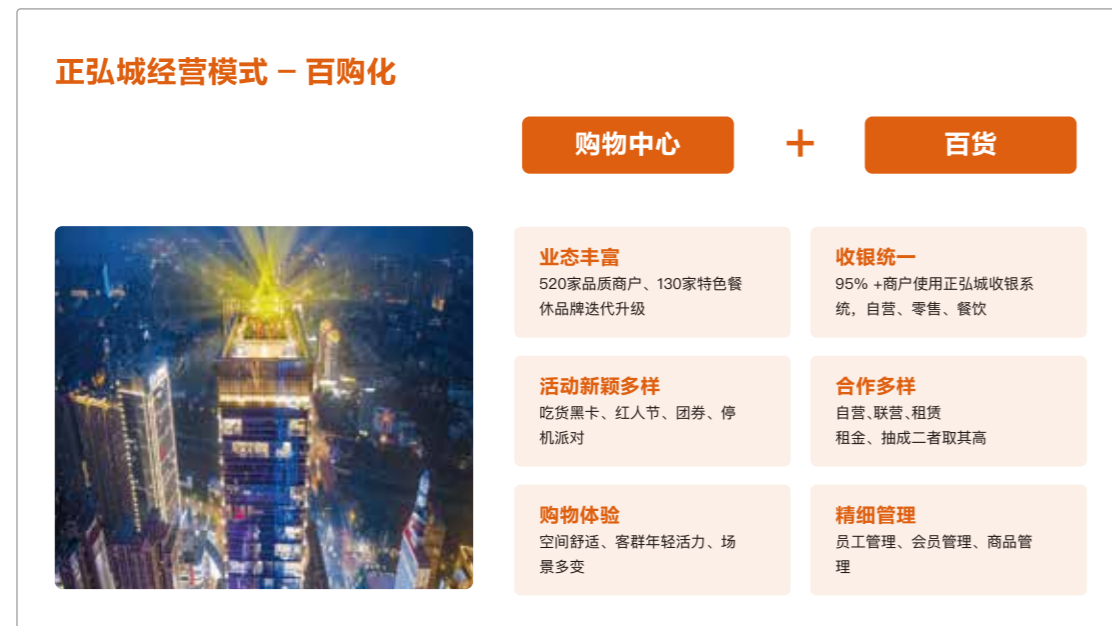 正弘城经营模式 – 百购化
购物中心
+
百货
业态丰富
520家品质商户、130家特色餐
休品牌迭代升级
收银统一
95% +商户使用正弘城收银系
统，自营、零售、餐饮
活动新颖多样
吃货黑卡、红人节、团券、停
机派对
合作多样
自营、联营、租赁
租金、抽成二者取其高
购物体验
空间舒适、客群年轻活力、场
景多变
精细管理
员工管理、会员管理、商品管
理